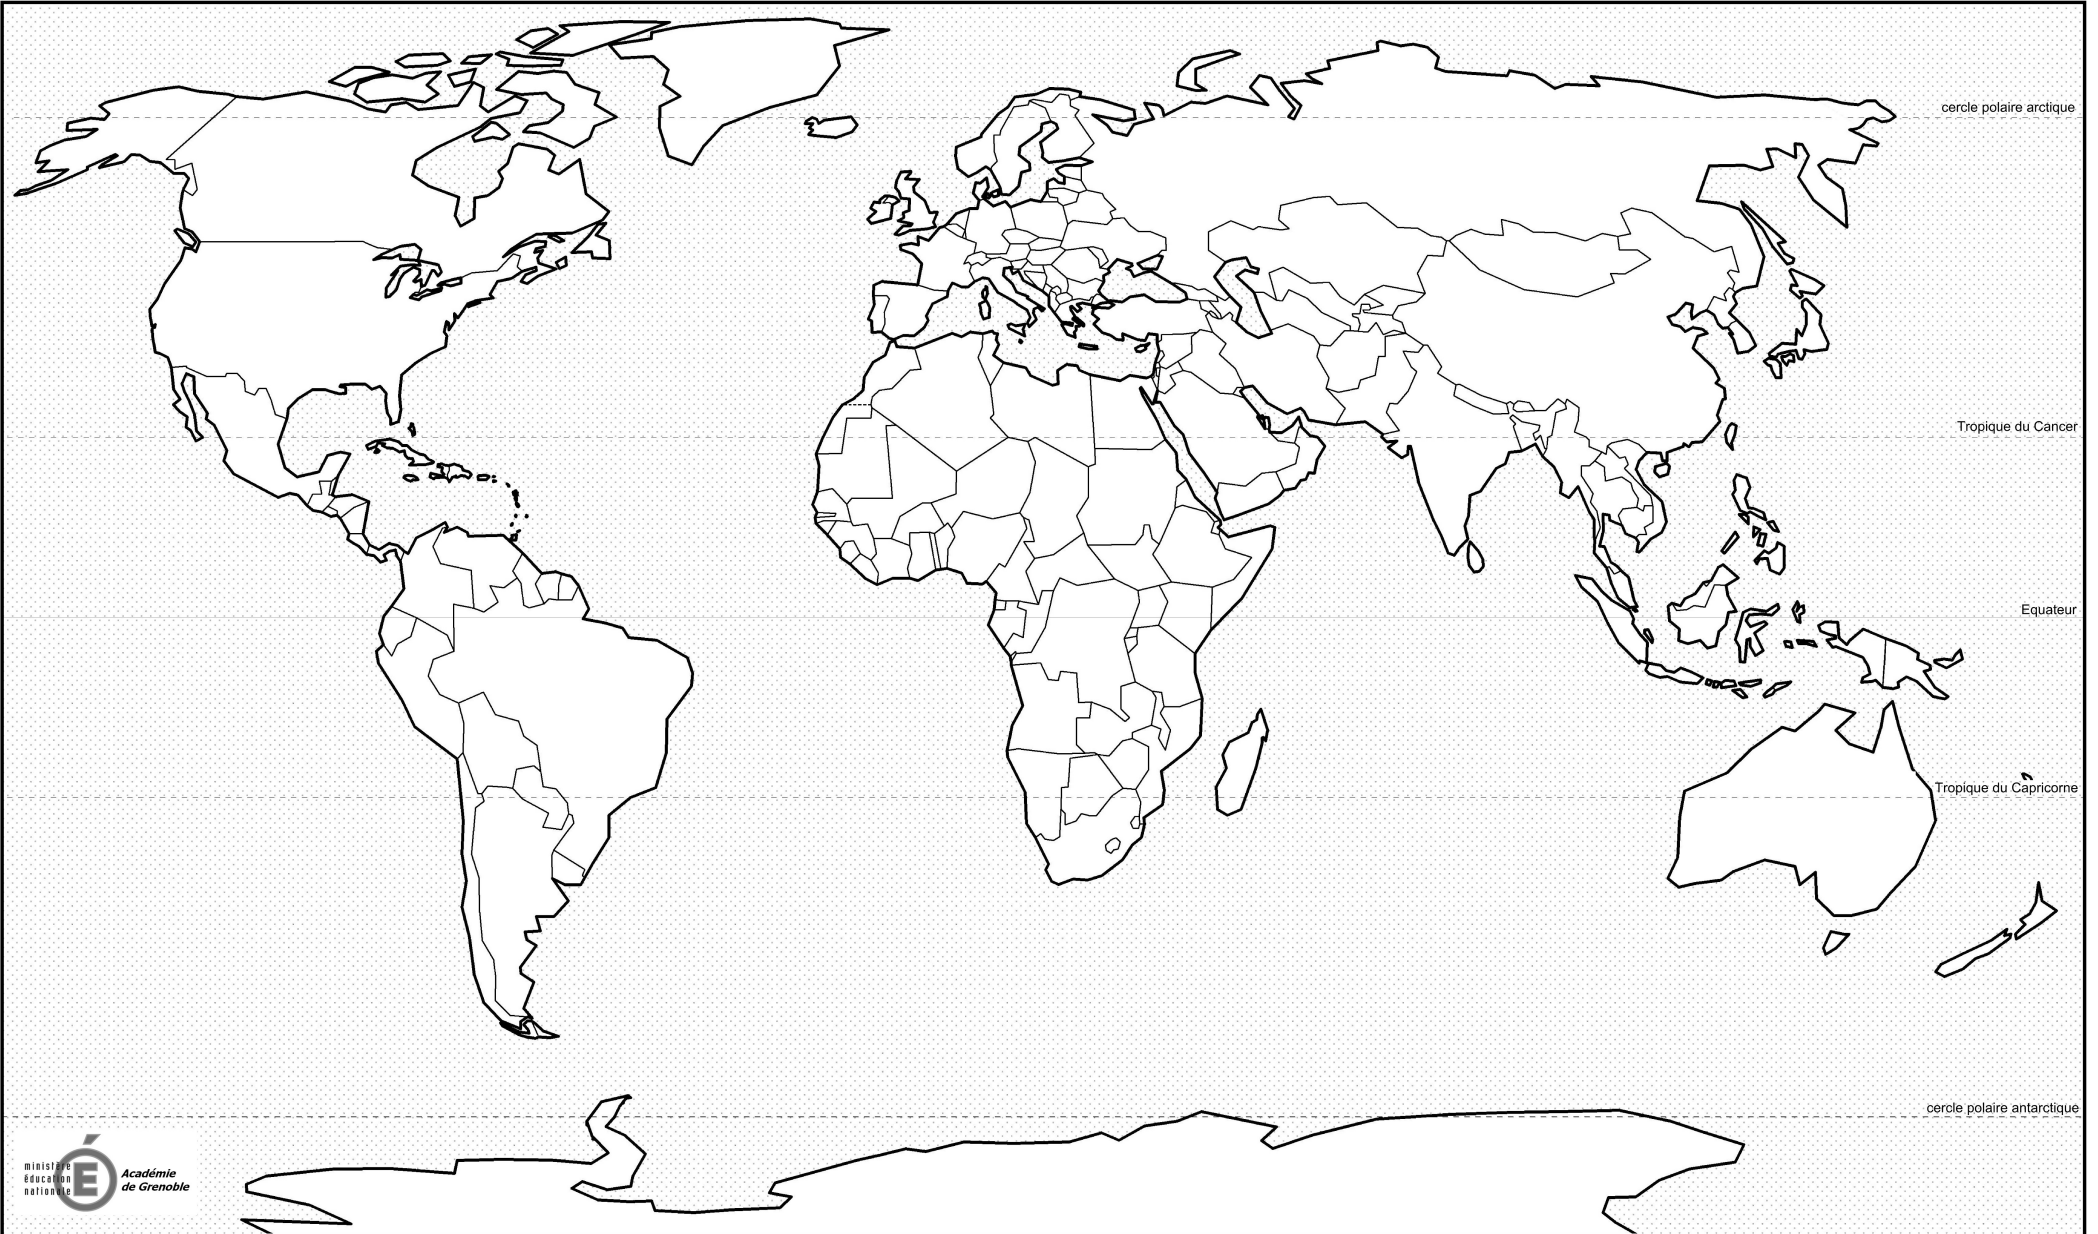 cercle polaire arctique
Tropique du Cancer
Equateur
Tropique du Capricorne
cercle polaire antarctique
ministère
éducation
nationale
É
Académie
de Grenoble